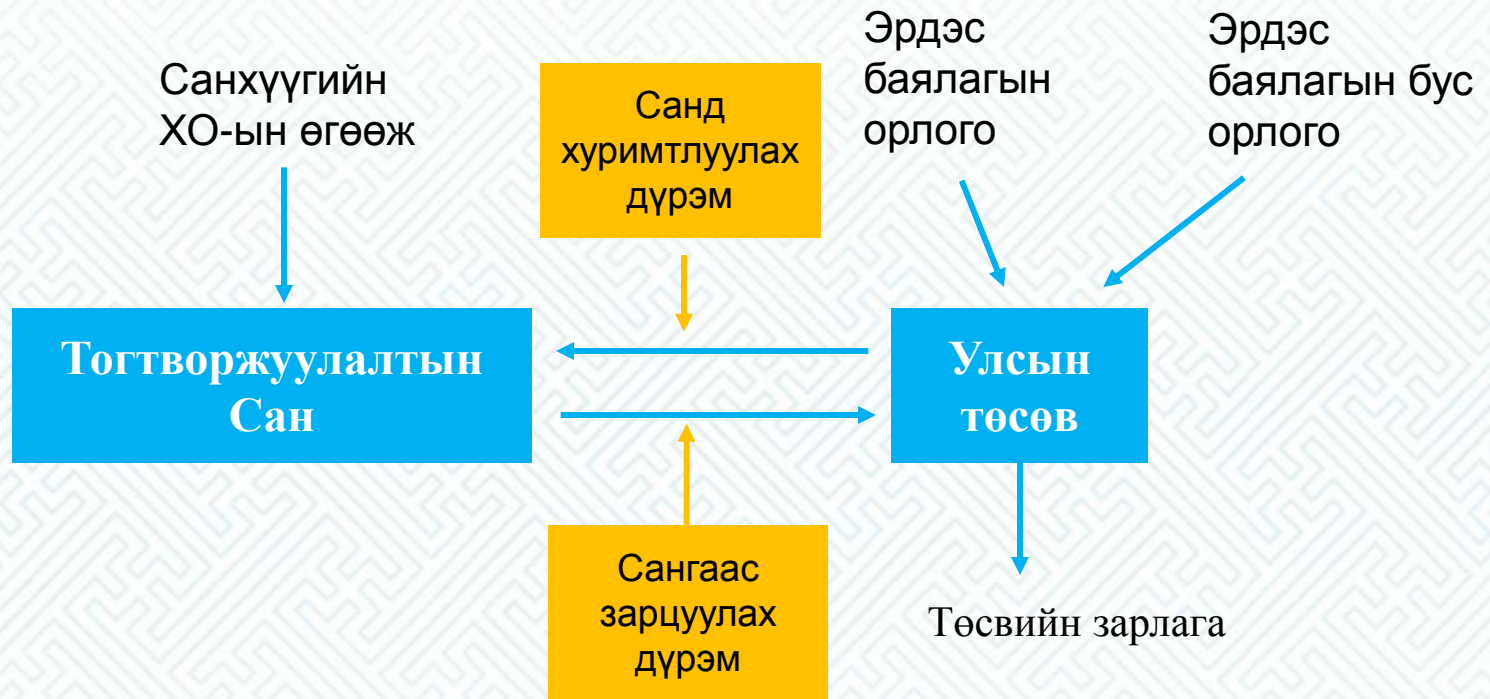 Санхүүгийн
ХО-ын өгөөж
Санд
хуримтлуулах
дүрэм
Эрдэс
баялагын
орлого
Эрдэс
баялагын бус
орлого
Тогтворжуулалтын
Сан
Улсын
төсөв
Сангаас
зарцуулах
дүрэм
Төсвийн зарлага